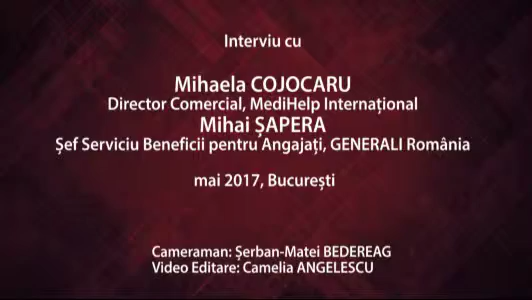 Interviu cu
Mihaela COJOCARU
Director Comercial, MediHelp Internațional
Mihai ȘAPERA
Șef Serviciu Beneficii pentru Angajați, GENERALI România
mai 2017, București
Cameraman: Șerban-Matei BEDEREAG
Video Editare: Camelia ANGELESCU